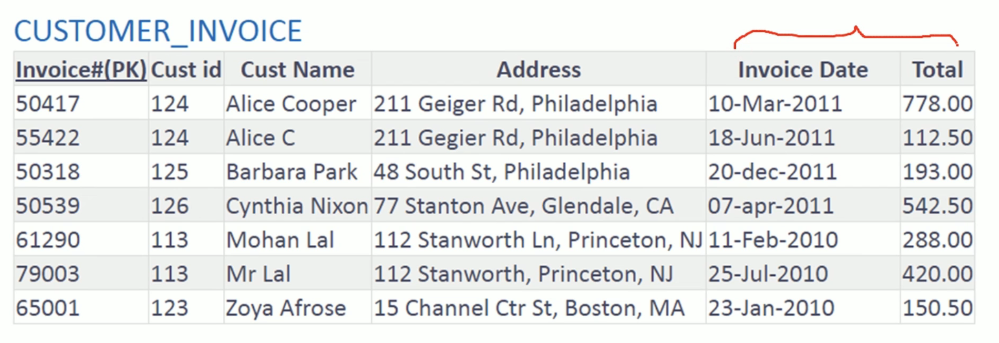 CUSTOMER_INVOICE
Invoice#(PK) Cust id Cust Name Address Invoice Date Total
50417 124 Alice Cooper 211 Geiger Rd, Philadelphia 10-Mar-2011 778.00
55422 124 Alice C 211 Gegier Rd, Philadelphia 18-Jun-2011 112.50
50318 125 Barbara Park 48 South St, Philadelphia 20-dec-2011 193.00
50539 126 Cynthia Nixon 77 Stanton Ave, Glendale, CA 07-apr-2011 542.50
61290 113 Mohan Lal 112 Stanworth Ln, Princeton, NJ 11-Feb-2010 288.00
79003 113 Mr Lal 112 Stanworth, Princeton, NJ 25-Jul-2010 420.00
65001 123 Zoya Afrose 15 Channel Ctr St, Boston, MA 23-Jan-2010 150.50